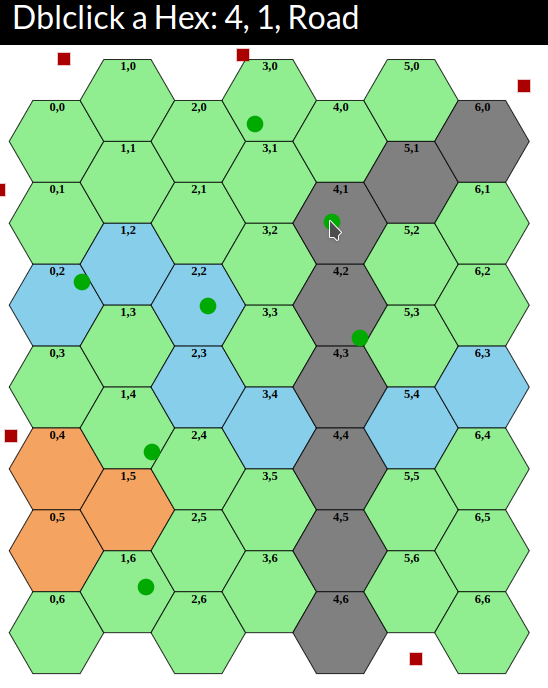 Dblclick a Hex: 4, 1, Road
1,0 3,0 5,0
0,0 2,0 4,0 6,0
1,1 3,1 5,1
0,1 2,1 4,1 6,1
1,2 3,2 5,2
0,2 2,2 4,2 6,2
1,3 3,3 5,3
0,3 2,3 4,3 6,3
1,4 3,4 5,4
0,4 2,4 4,4 6,4
1,5 3,5 5,5
0,5 2,5 4,5 6,5
1,6 3,6 5,6
0,6 2,6 4,6 6,6